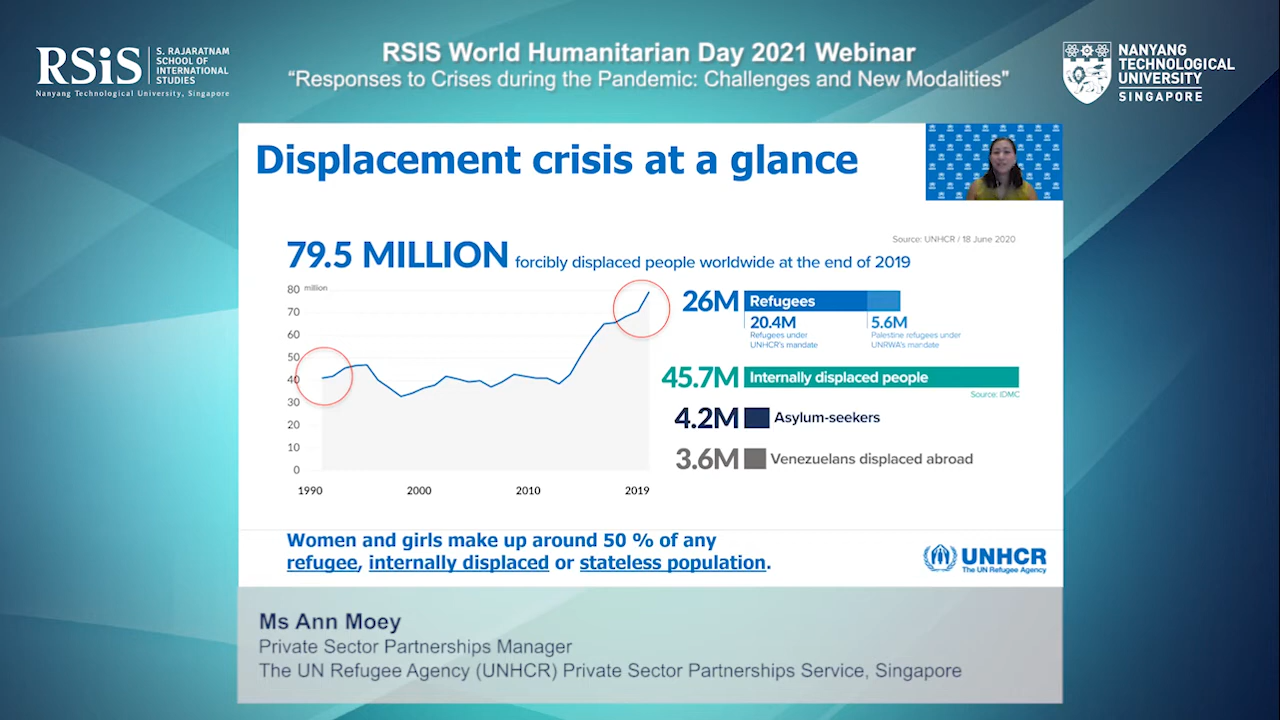 RSiS
S. RAJARATNAM
SCHOOL OF
INTERNATIONAL
STUDIES
Nanyang Technological University, Singapore
RSIS World Humanitarian Day 2021 Webinar
“Responses to Crises during the Pandemic: Challenges and New Modalities"
NANYANG
TECHNOLOGICAL
UNIVERSITY
SINGAPORE
Displacement crisis at a glance
Source: UNHCR / 18 June 2020
79.5 MILLION forcibly displaced people worldwide at the end of 2019
80 million
70
60
50
40
30
20
10
0
1990 2000 2010 2019
26M Refugees
20.4M
Refugees under
UNHCR's mandate
5.6M
Palestine refugees under
UNRWA's mandate
45.7M Internally displaced people
Source: IDMC
4.2M Asylum-seekers
3.6M Venezuelans displaced abroad
Women and girls make up around 50 % of any
refugee, internally displaced or stateless population.
UNHCR
The UN Refugee Agency
Ms Ann Moey
Private Sector Partnerships Manager
The UN Refugee Agency (UNHCR) Private Sector Partnerships Service, Singapore